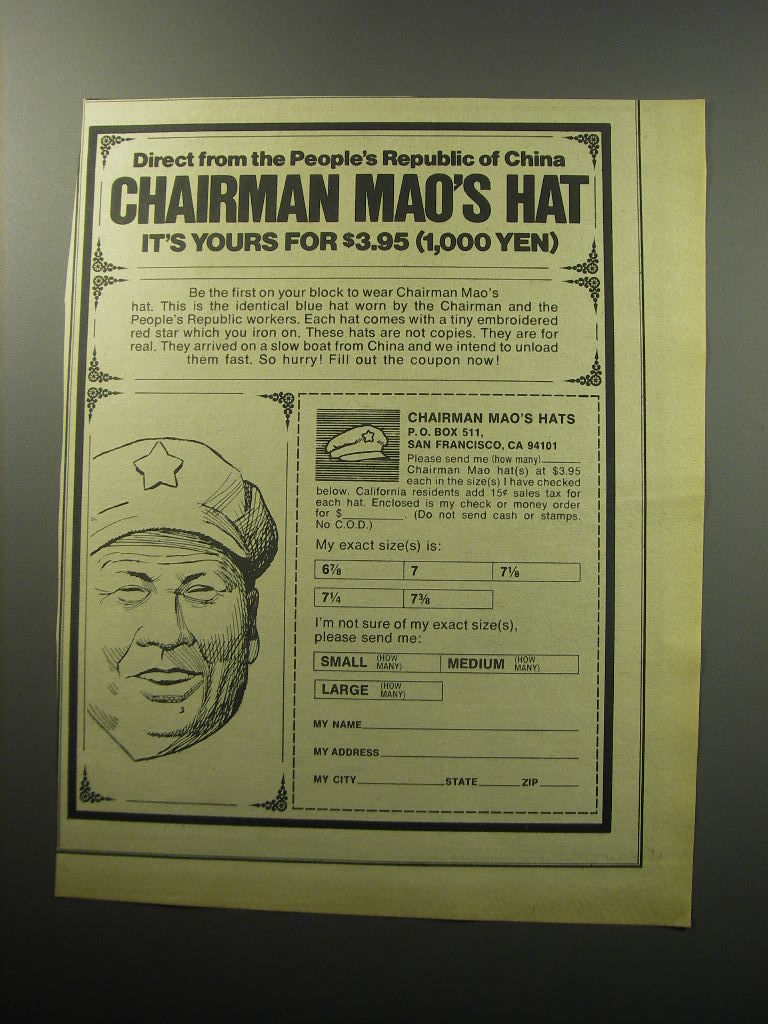 Direct from the People's Republic of China
CHAIRMAN MAO'S HAT
IT'S YOURS FOR $3.95 (1,000 YEN)
Be the first on your block to wear Chairman Mao's
hat. This is the identical blue hat worn by the Chairman and the
People's Republic workers. Each hat comes with a tiny embroidered
red star which you iron on. These hats are not copies. They are for
real. They arrived on a slow boat from China and we intend to unload
them fast. So hurry! Fill out the coupon now!
CHAIRMAN MAO'S HATS
P.O. BOX 511,
SAN FRANCISCO, CA 94101
Please send me (how many)______
Chairman Mao hat(s) at $3.95
each in the size(s) I have checked
below. California residents add 15¢ sales tax for
each hat. Enclosed is my check or money order
for $________. (Do not send cash or stamps.
No C.O.D.)
My exact size(s) is:
6⅞ 7 7⅛
7¼ 7⅜
I'm not sure of my exact size(s),
please send me:
SMALL (HOW MANY) MEDIUM (HOW MANY)
LARGE (HOW MANY)
MY NAME
MY ADDRESS
MY CITY STATE ZIP